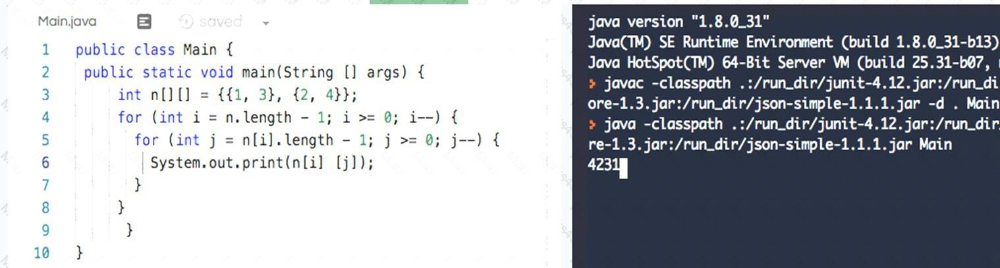 Main.java saved
1 public class Main {
2 public static void main(String [] args) {
3 int n[][] = {{1, 3}, {2, 4}};
4 for (int i = n.length - 1; i >= 0; i--) {
5 for (int j = n[i].length - 1; j >= 0; j--) {
6 System.out.print(n[i] [j]);
7 }
8 }
9 }
10 }
java version "1.8.0_31"
Java(TM) SE Runtime Environment (build 1.8.0_31-b13)
Java HotSpot(TM) 64-Bit Server VM (build 25.31-b07,
> javac -classpath .:/run_dir/junit-4.12.jar:/run_di
ore-1.3.jar:/run_dir/json-simple-1.1.1.jar -d . Main
> java -classpath .:/run_dir/junit-4.12.jar:/run_dir
re-1.3.jar:/run_dir/json-simple-1.1.1.jar Main
4231